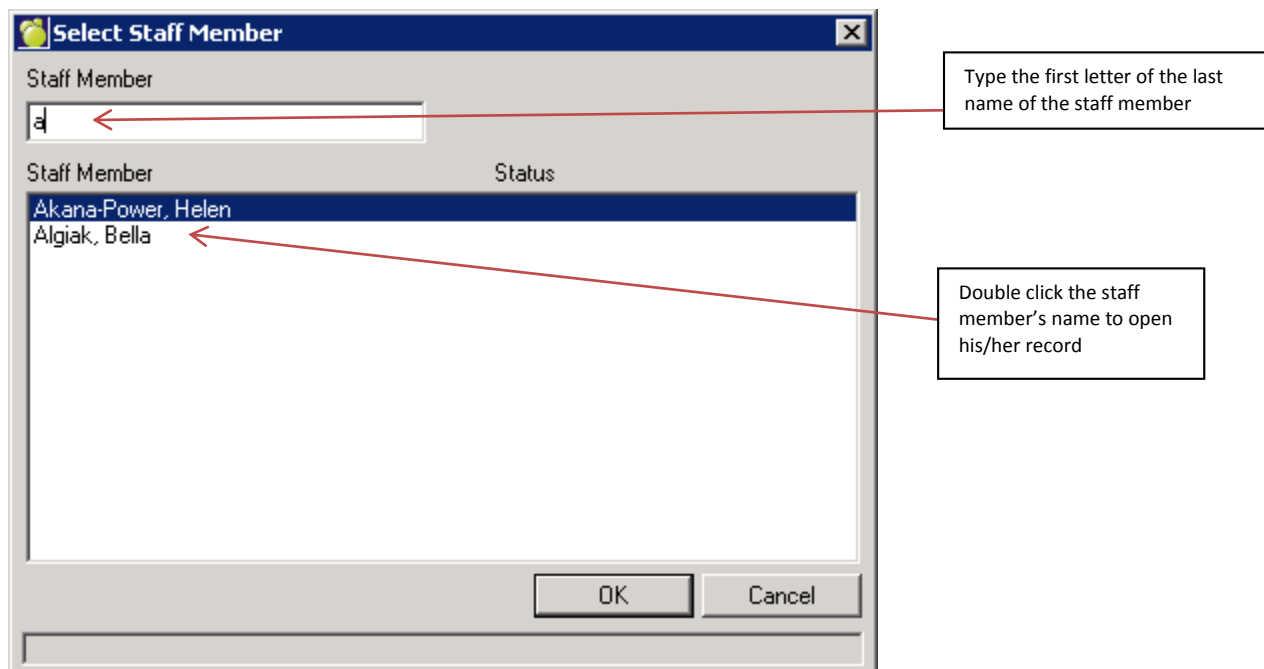 Select Staff Member
Staff Member
a
Type the first letter of the last
name of the staff member
Staff Member Status
Akana-Power, Helen
Algiak, Bella
Double click the staff
member's name to open
his/her record
OK Cancel